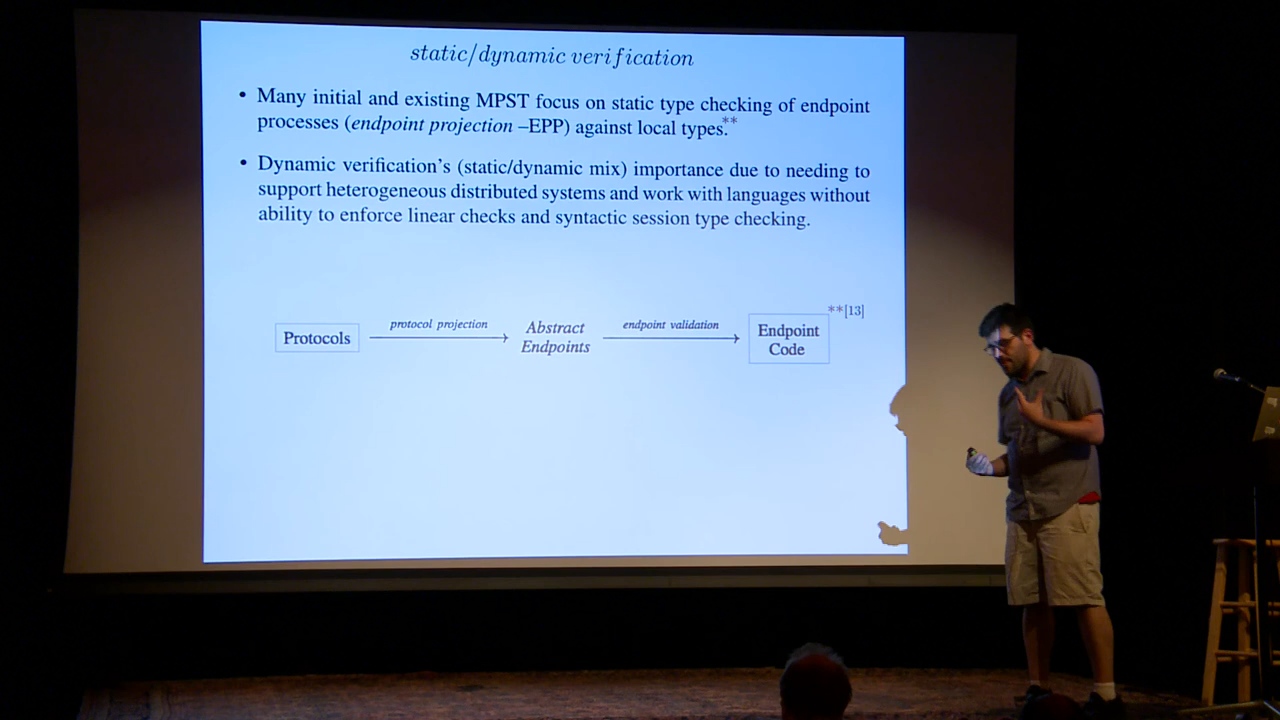 static/dynamic verification
• Many initial and existing MPST focus on static type checking of endpoint
processes (endpoint projection –EPP) against local types.**
• Dynamic verification's (static/dynamic mix) importance due to needing to
support heterogeneous distributed systems and work with languages without
ability to enforce linear checks and syntactic session type checking.
**[13]
Protocols
protocol projection
Abstract
Endpoints
endpoint validation
Endpoint
Code